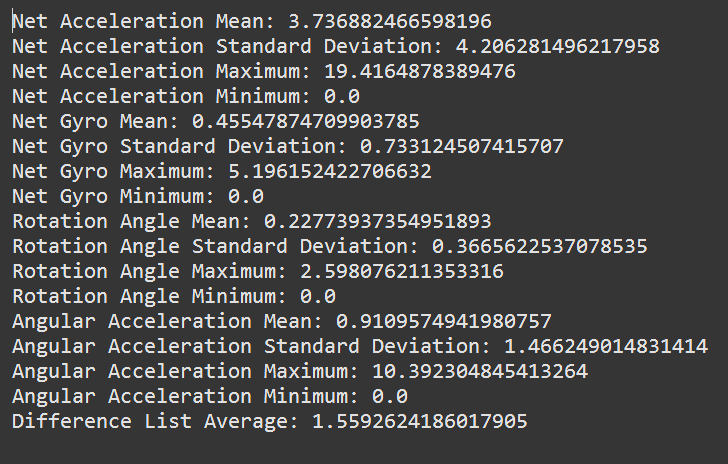 Net Acceleration Mean: 3.736882466598196
Net Acceleration Standard Deviation: 4.206281496217958
Net Acceleration Maximum: 19.4164878389476
Net Acceleration Minimum: 0.0
Net Gyro Mean: 0.45547874709903785
Net Gyro Standard Deviation: 0.733124507415707
Net Gyro Maximum: 5.196152422706632
Net Gyro Minimum: 0.0
Rotation Angle Mean: 0.22773937354951893
Rotation Angle Standard Deviation: 0.3665622537078535
Rotation Angle Maximum: 2.598076211353316
Rotation Angle Minimum: 0.0
Angular Acceleration Mean: 0.9109574941980757
Angular Acceleration Standard Deviation: 1.466249014831414
Angular Acceleration Maximum: 10.392304845413264
Angular Acceleration Minimum: 0.0
Difference List Average: 1.5592624186017905